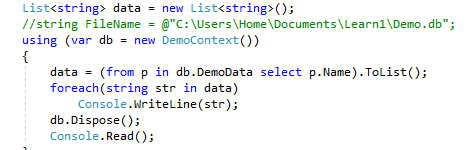 List<string> data = new List<string>();
//string FileName = @"C:\Users\Home\Documents\Learn1\Demo.db";
using (var db = new DemoContext())
{
data = (from p in db.DemoData select p.Name).ToList();
foreach(string str in data)
Console.WriteLine(str);
db.Dispose();
Console.Read();